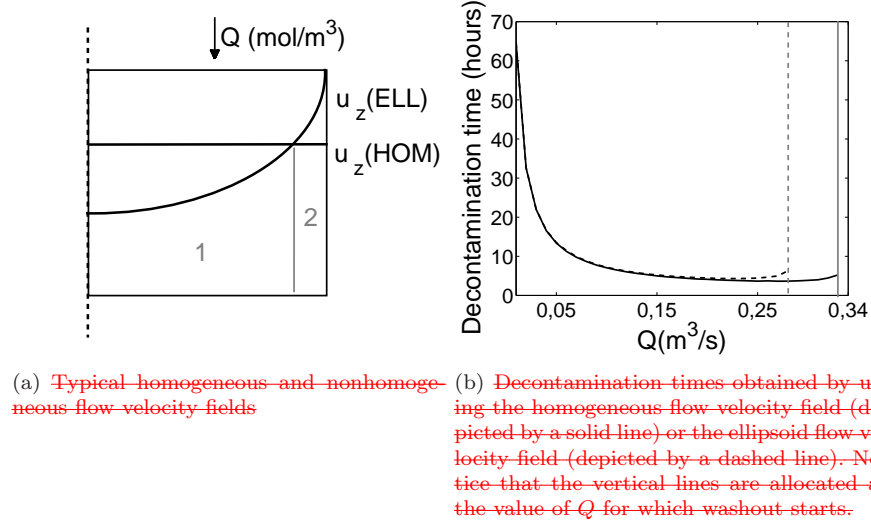 Q (mol/m³)
u_z(ELL)
u_z(HOM)
1
2
Decontamination time (hours)
70
60
50
40
30
20
10
0
0,05
0,15
0,25
0,34
Q(m³/s)
(a) Typical homogeneous and nonhomoge-
neous flow velocity fields
(b) Decontamination times obtained by u
ing the homogeneous flow velocity field (d
picted by a solid line) or the ellipsoid flow v
locity field (depicted by a dashed line). No
tice that the vertical lines are allocated a
the value of Q for which washout starts.